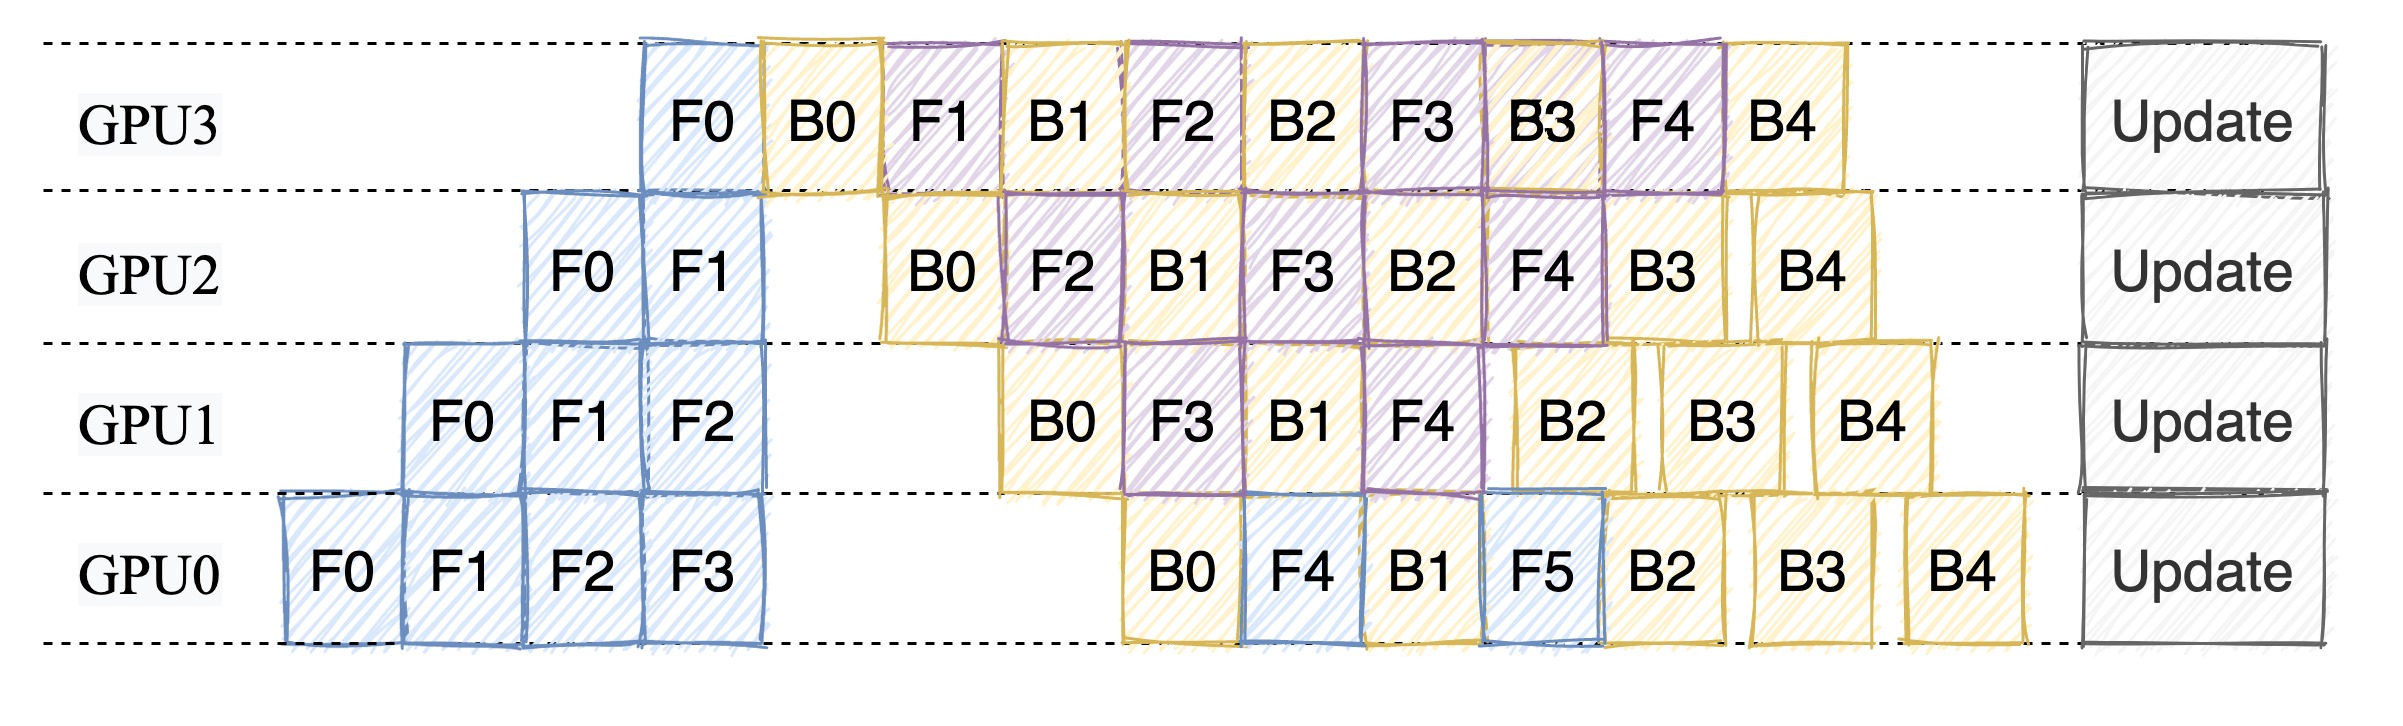 GPU3 F0 B0 F1 B1 F2 B2 F3 B3 F4 B4 Update
GPU2 F0 F1 B0 F2 B1 F3 B2 F4 B3 B4 Update
GPU1 F0 F1 F2 B0 F3 B1 F4 B2 B3 B4 Update
GPU0 F0 F1 F2 F3 B0 F4 B1 F5 B2 B3 B4 Update